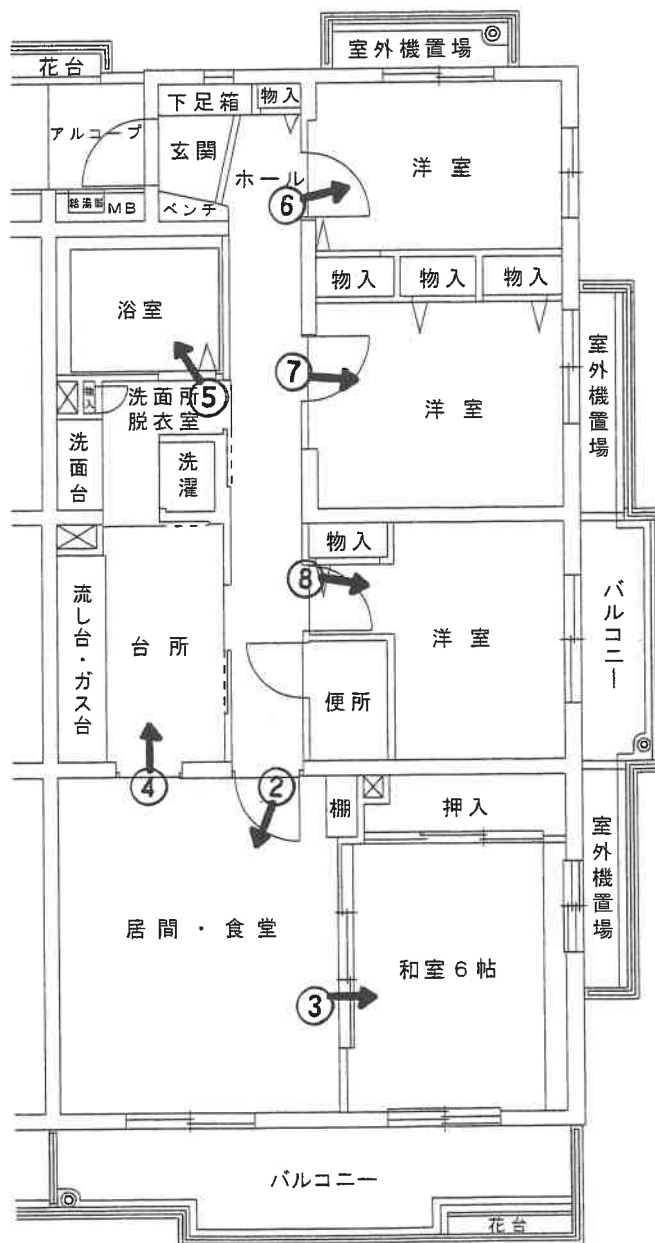 室外機置場
花台
下足箱
物入
アルコーブ
玄関
ホール
洋室
⑥
MB
ベンチ
物入
物入
物入
浴室
⑦
洋室
室外機置場
⑤
洗面所
脱衣室
物入
洗面台
洗濯
物入
⑧
洋室
バルコニー
流し台・ガス台
台所
便所
④
②
棚
押入
室外機置場
居間・食堂
和室6帖
③
バルコニー
花台